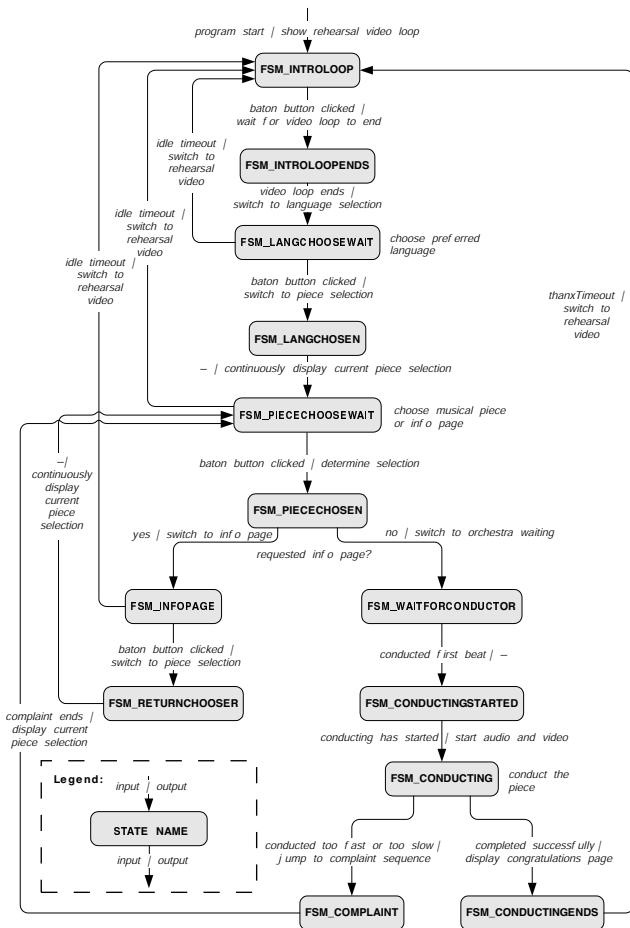 program start | show rehearsal video loop
FSM_INTROLOOP
baton button clicked |
wait for video loop to end
idle timeout |
switch to
rehearsal
video
FSM_INTROLOOPENDS
video loop ends |
switch to language selection
idle timeout |
switch to
rehearsal
video
FSM_LANGCHOOSEWAIT
choose preferred
language
idle timeout |
switch to
rehearsal
video
baton button clicked |
switch to piece selection
thanxTimeout |
switch to
rehearsal
video
FSM_LANGCHOSEN
– | continuously display current piece selection
FSM_PIECECHOOSEWAIT
choose musical piece
or info page
–|
continuously
display
current
piece
selection
baton button clicked | determine selection
FSM_PIECECHOSEN
yes | switch to info page
no | switch to orchestra waiting
requested info page?
FSM_INFOPAGE
FSM_WAITFORCONDUCTOR
baton button clicked |
switch to piece selection
conducted first beat | –
FSM_RETURNCHOOSER
FSM_CONDUCTINGSTARTED
complaint ends |
display current
piece selection
conducting has started | start audio and video
Legend:
input | output
STATE NAME
input | output
FSM_CONDUCTING
conduct the
piece
conducted too fast or too slow |
jump to complaint sequence
completed successfully |
display congratulations page
FSM_COMPLAINT
FSM_CONDUCTINGENDS